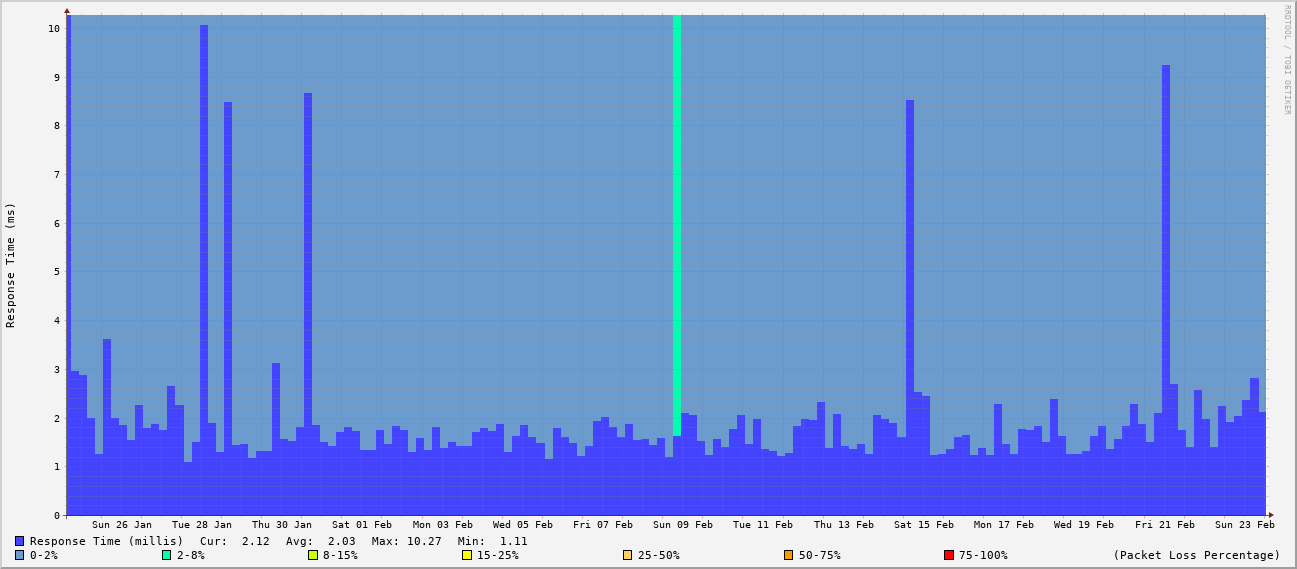 RRDTOOL / TOBI OETIKER
Response Time (ms)
10
9
8
7
6
5
4
3
2
1
0
Sun 26 Jan Tue 28 Jan Thu 30 Jan Sat 01 Feb Mon 03 Feb Wed 05 Feb Fri 07 Feb Sun 09 Feb Tue 11 Feb Thu 13 Feb Sat 15 Feb Mon 17 Feb Wed 19 Feb Fri 21 Feb Sun 23 Feb
Response Time (millis) Cur: 2.12 Avg: 2.03 Max: 10.27 Min: 1.11
0-2% 2-8% 8-15% 15-25% 25-50% 50-75% 75-100% (Packet Loss Percentage)